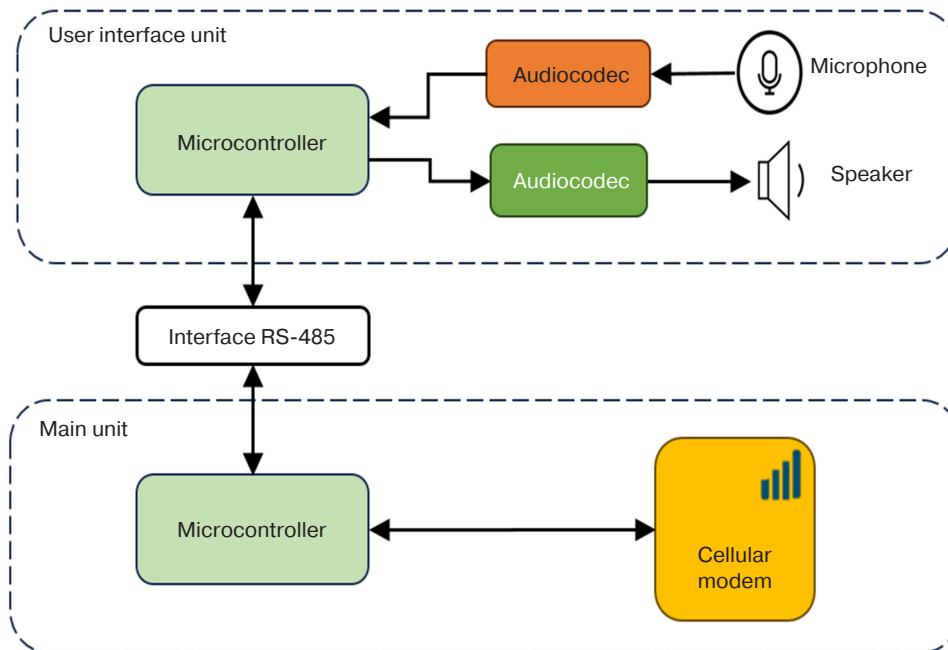 User interface unit
Audiocodec
Microphone
Microcontroller
Audiocodec
Speaker
Interface RS-485
Main unit
Microcontroller
Cellular
modem